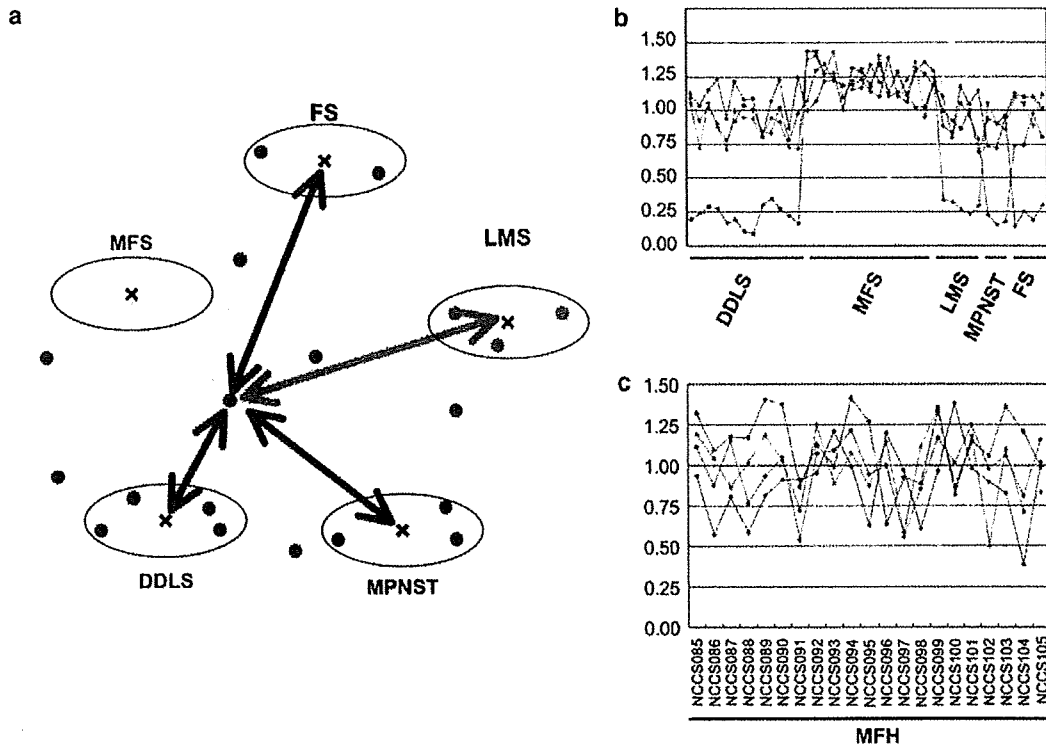 a
FS
MFS
LMS
DDLS
MPNST
b
1.50
1.25
1.00
0.75
0.50
0.25
0.00
DDLS
MFS
LMS
MPNST
FS
c
1.50
1.25
1.00
0.75
0.50
0.25
0.00
NCCS085
NCCS086
NCCS087
NCCS088
NCCS089
NCCS090
NCCS091
NCCS092
NCCS093
NCCS094
NCCS095
NCCS096
NCCS097
NCCS098
NCCS099
NCCS100
NCCS101
NCCS102
NCCS103
NCCS104
NCCS105
MFH